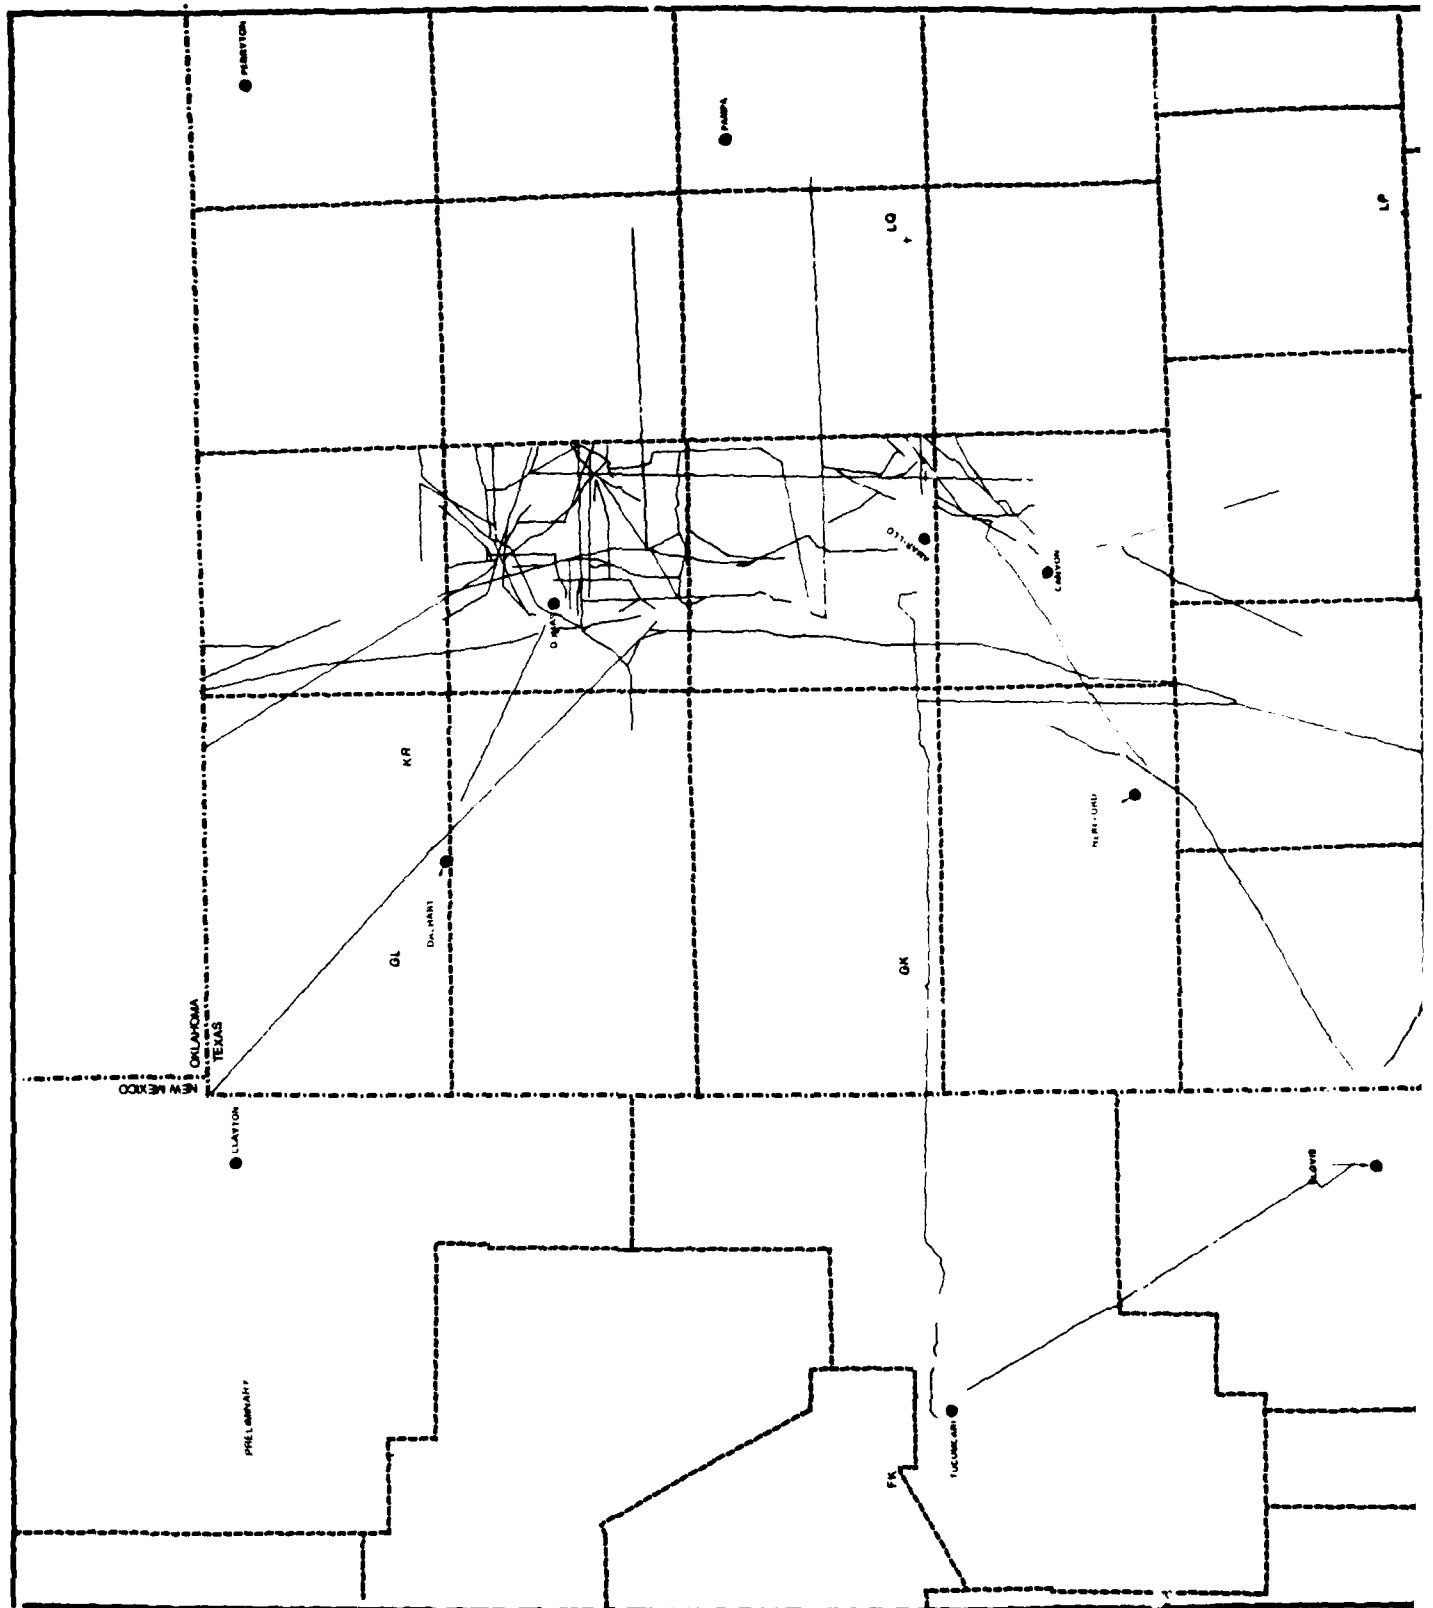 PERRYTON
PAMPA
LQ
LP
DUMAS
AMARILLO
CANYON
KR
HEREFORD
DALHART
GL
GK
OKLAHOMA
TEXAS
NEW MEXICO
CLAYTON
CLOVIS
PRELIMINARY
FK
TUCUMCARI